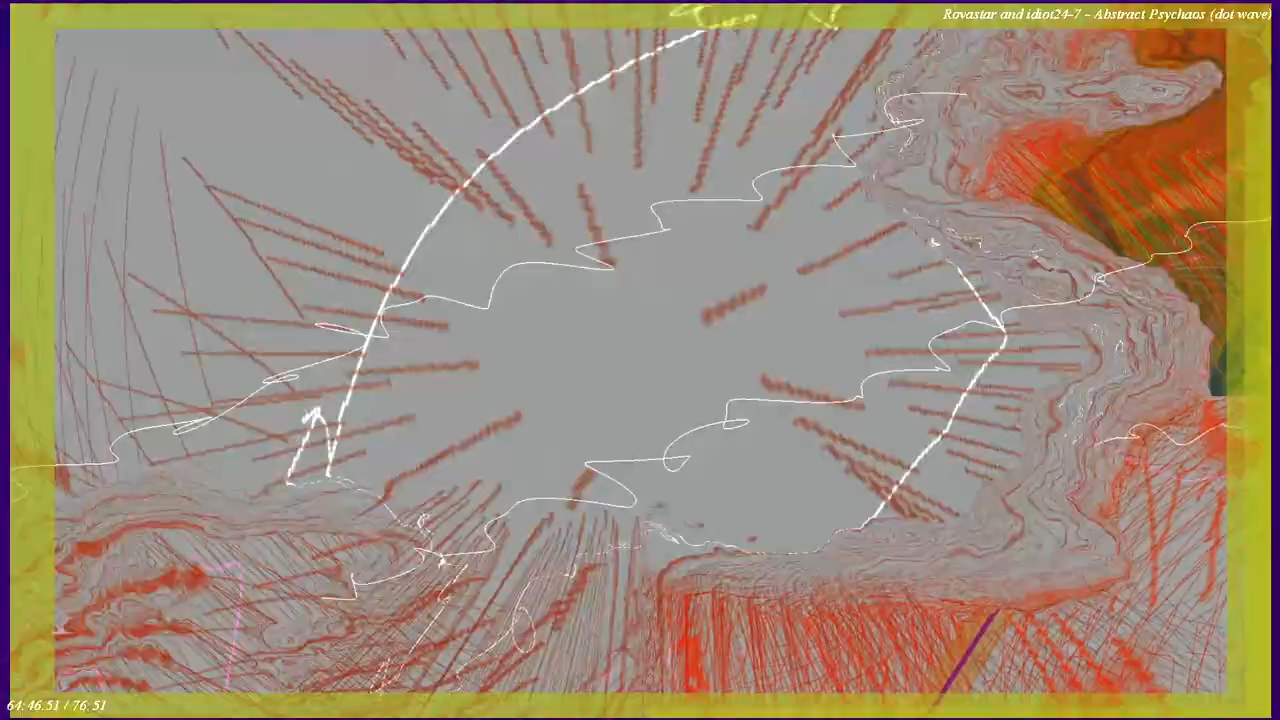 Rovastar and idiot24-7 - Abstract Psychaos (dot wave)
64:46.51 / 76:51